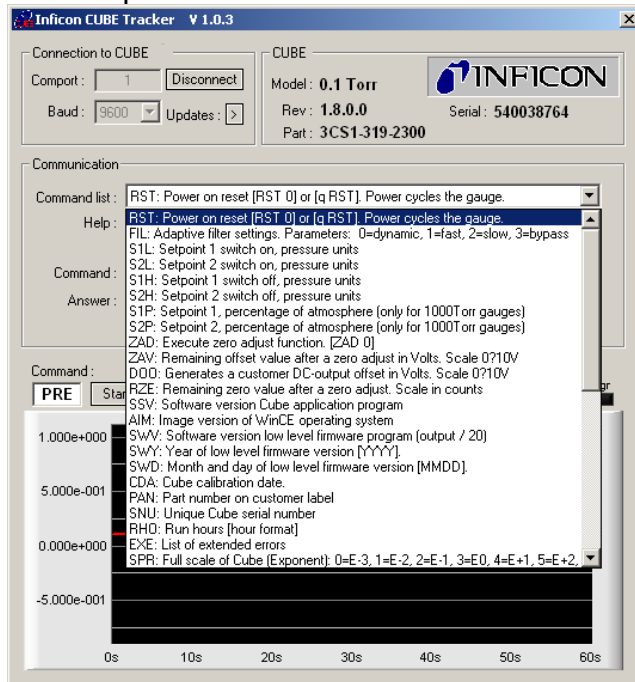 Inficon CUBE Tracker V 1.0.3
Connection to CUBE
Comport : 1 Disconnect
Baud : 9600 Updates : >
CUBE
Model : 0.1 Torr
INFICON
Rev : 1.8.0.0 Serial : 540038764
Part : 3CS1-319-2300
Communication
Command list : RST: Power on reset [RST 0] or [q RST]. Power cycles the gauge.
Help :
Command :
Answer :
RST: Power on reset [RST 0] or [q RST]. Power cycles the gauge.
FIL: Adaptive filter settings. Parameters: 0=dynamic, 1=fast, 2=slow, 3=bypass
S1L: Setpoint 1 switch on, pressure units
S2L: Setpoint 2 switch on, pressure units
S1H: Setpoint 1 switch off, pressure units
S2H: Setpoint 2 switch off, pressure units
S1P: Setpoint 1, percentage of atmosphere (only for 1000Torr gauges)
S2P: Setpoint 2, percentage of atmosphere (only for 1000Torr gauges)
ZAD: Execute zero adjust function. [ZAD 0]
ZAV: Remaining offset value after a zero adjust in Volts. Scale 0?10V
DOO: Generates a customer DC-output offset in Volts. Scale 0?10V
RZE: Remaining zero value after a zero adjust. Scale in counts
SSV: Software version Cube application program
AIM: Image version of WinCE operating system
SWV: Software version low level firmware program (output / 20)
SWY: Year of low level firmware version [YYYY].
SWD: Month and day of low level firmware version [MMDD].
CDA: Cube calibration date.
PAN: Part number on customer label
SNU: Unique Cube serial number
RHO: Run hours [hour format]
EXE: List of extended errors
SPR: Full scale of Cube (Exponent): 0=E-3, 1=E-2, 2=E-1, 3=E0, 4=E+1, 5=E+2,
Command :
PRE Star
1.000e+000
5.000e-001
0.000e+000
-5.000e-001
0s 10s 20s 30s 40s 50s 60s